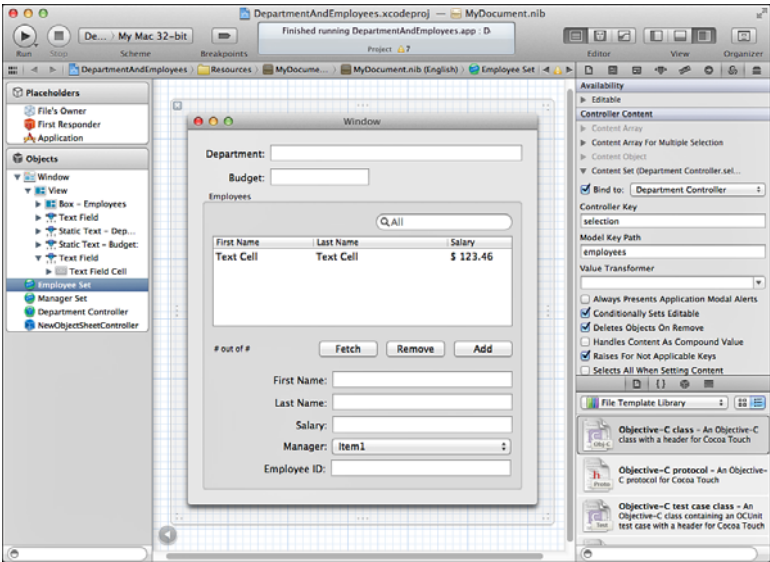 DepartmentAndEmployees.xcodeproj — MyDocument.nib
De... My Mac 32-bit
Finished running DepartmentAndEmployees.app : D
Project 7
Run Stop Scheme Breakpoints Editor View Organizer
DepartmentAndEmployees Resources MyDocume... MyDocument.nib (English) Employee Set
Placeholders
File's Owner
First Responder
Application
Objects
Window
View
Box - Employees
Text Field
Static Text - Dep...
Static Text - Budget:
Text Field
Text Field Cell
Employee Set
Manager Set
Department Controller
NewObjectSheetController
Window
Department:
Budget:
Employees
All
First Name Last Name Salary
Text Cell Text Cell $ 123.46
# out of # Fetch Remove Add
First Name:
Last Name:
Salary:
Manager: Item1
Employee ID:
Availability
Editable
Controller Content
Content Array
Content Array For Multiple Selection
Content Object
Content Set (Department Controller.sel...
Bind to: Department Controller
Controller Key
selection
Model Key Path
employees
Value Transformer
Always Presents Application Modal Alerts
Conditionally Sets Editable
Deletes Objects On Remove
Handles Content As Compound Value
Raises For Not Applicable Keys
Selects All When Setting Content
{}
File Template Library
Obj-C
Objective-C class - An Objective-C
class with a header for Cocoa Touch
Proto
Objective-C protocol - An Objective-
C protocol for Cocoa Touch
Test
Objective-C test case class - An
Objective-C class containing an OCUnit
test case with a header for Cocoa Touch